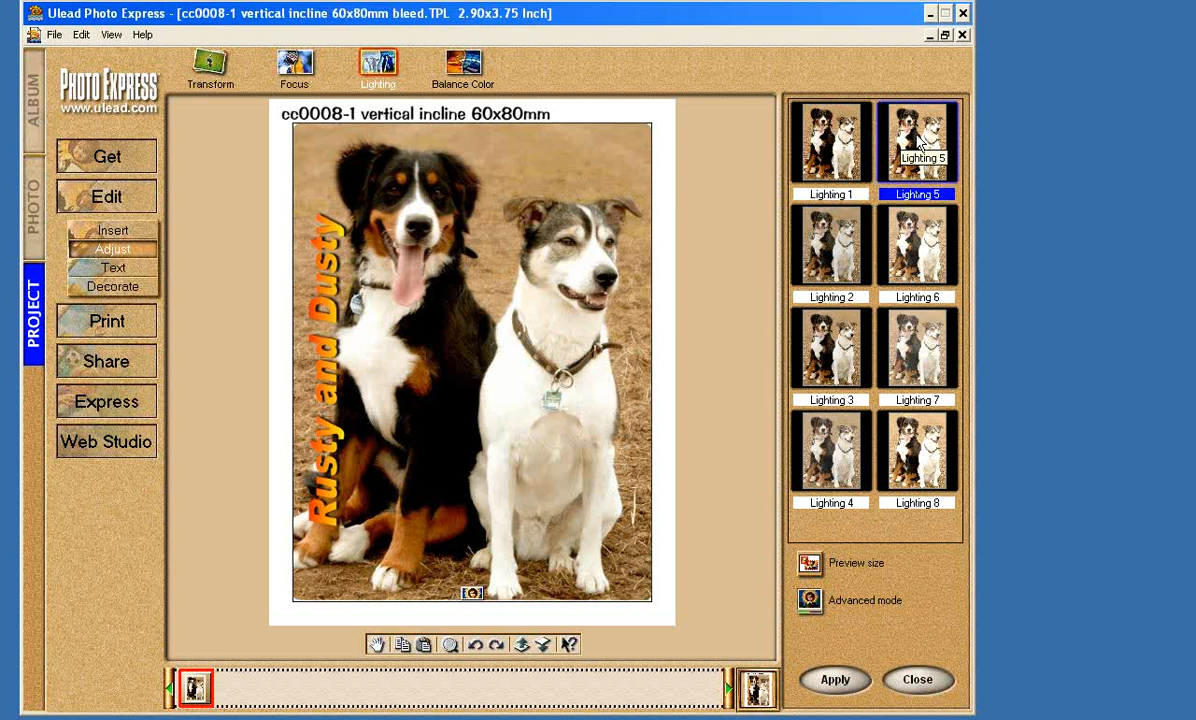 Ulead Photo Express - [cc0008-1 vertical incline 60x80mm bleed.TPL 2.90x3.75 Inch]
File Edit View Help
ALBUM
PHOTO
PROJECT
PHOTO EXPRESS
www.ulead.com
Transform
Focus
Lighting
Balance Color
Get
Edit
Insert
Adjust
Text
Decorate
Print
Share
Express
Web Studio
cc0008-1 vertical incline 60x80mm
Rusty and Dusty
Lighting 5
Lighting 1
Lighting 5
Lighting 2
Lighting 6
Lighting 3
Lighting 7
Lighting 4
Lighting 8
Preview size
Advanced mode
Apply
Close